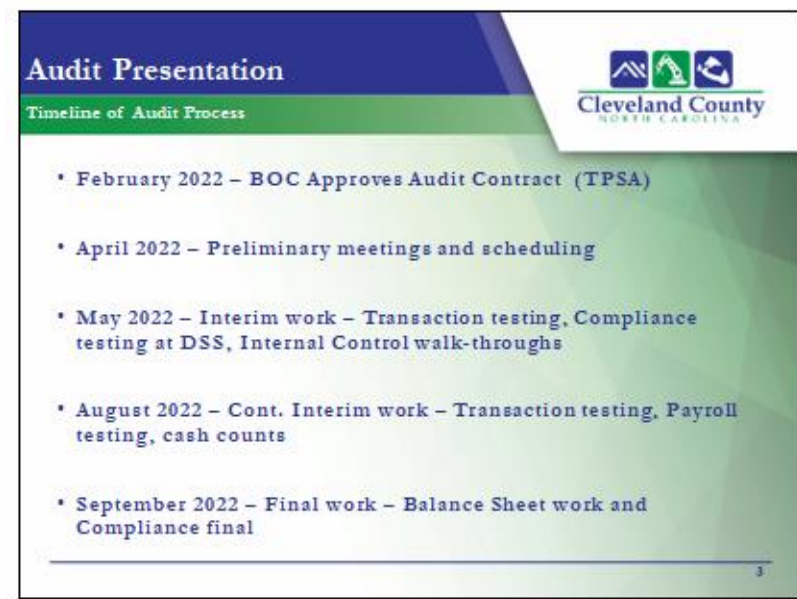 Audit Presentation
Timeline of Audit Process
Cleveland County
NORTH CAROLINA
• February 2022 – BOC Approves Audit Contract (TPSA)
• April 2022 – Preliminary meetings and scheduling
• May 2022 – Interim work – Transaction testing, Compliance
testing at DSS, Internal Control walk-throughs
• August 2022 – Cont. Interim work – Transaction testing, Payroll
testing, cash counts
• September 2022 – Final work – Balance Sheet work and
Compliance final
3